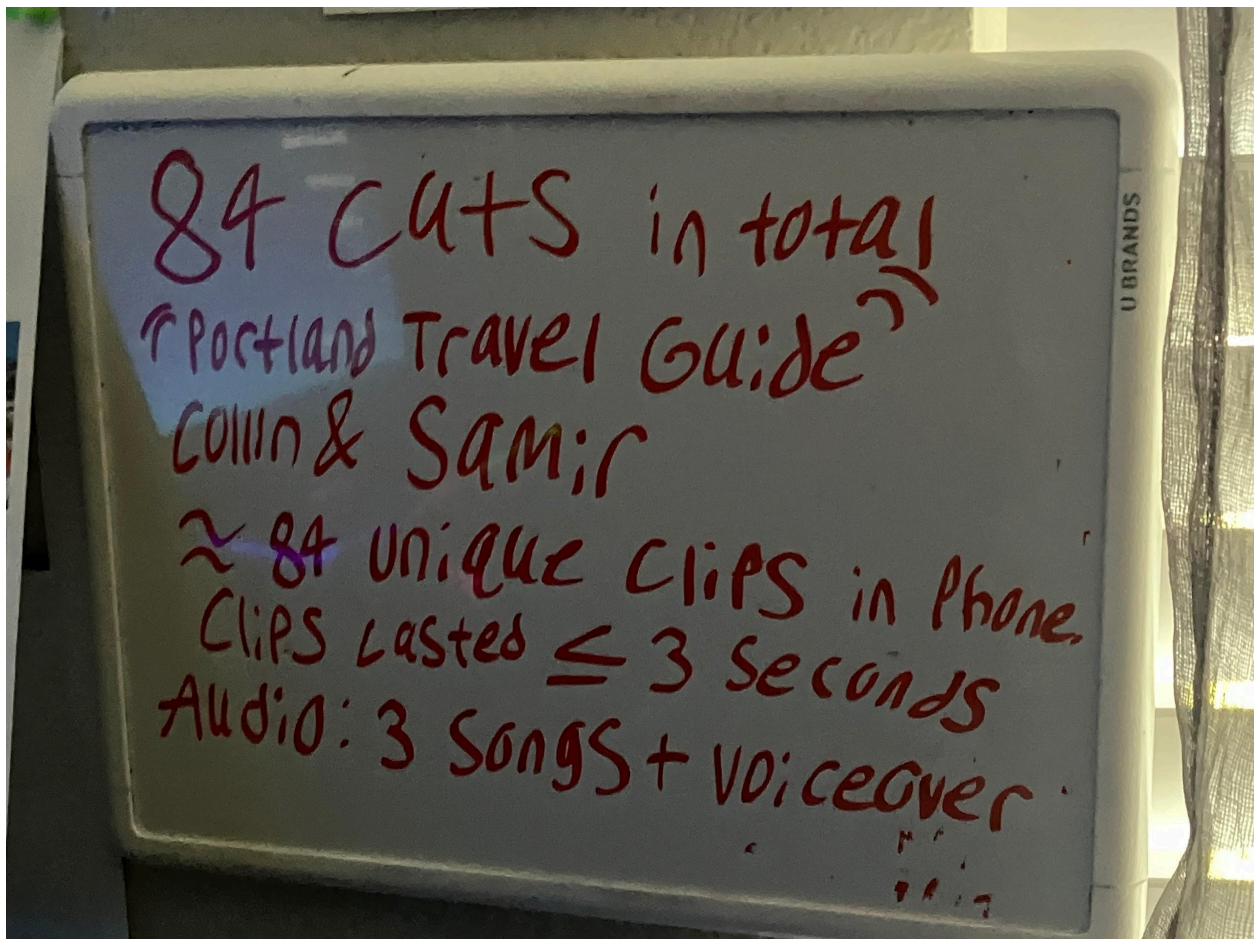 84 cuts in total
"Portland Travel Guide"
Collin & Samir
≈ 84 unique clips in phone.
Clips Lasted ≤ 3 seconds
Audio: 3 songs + voiceover
U BRANDS